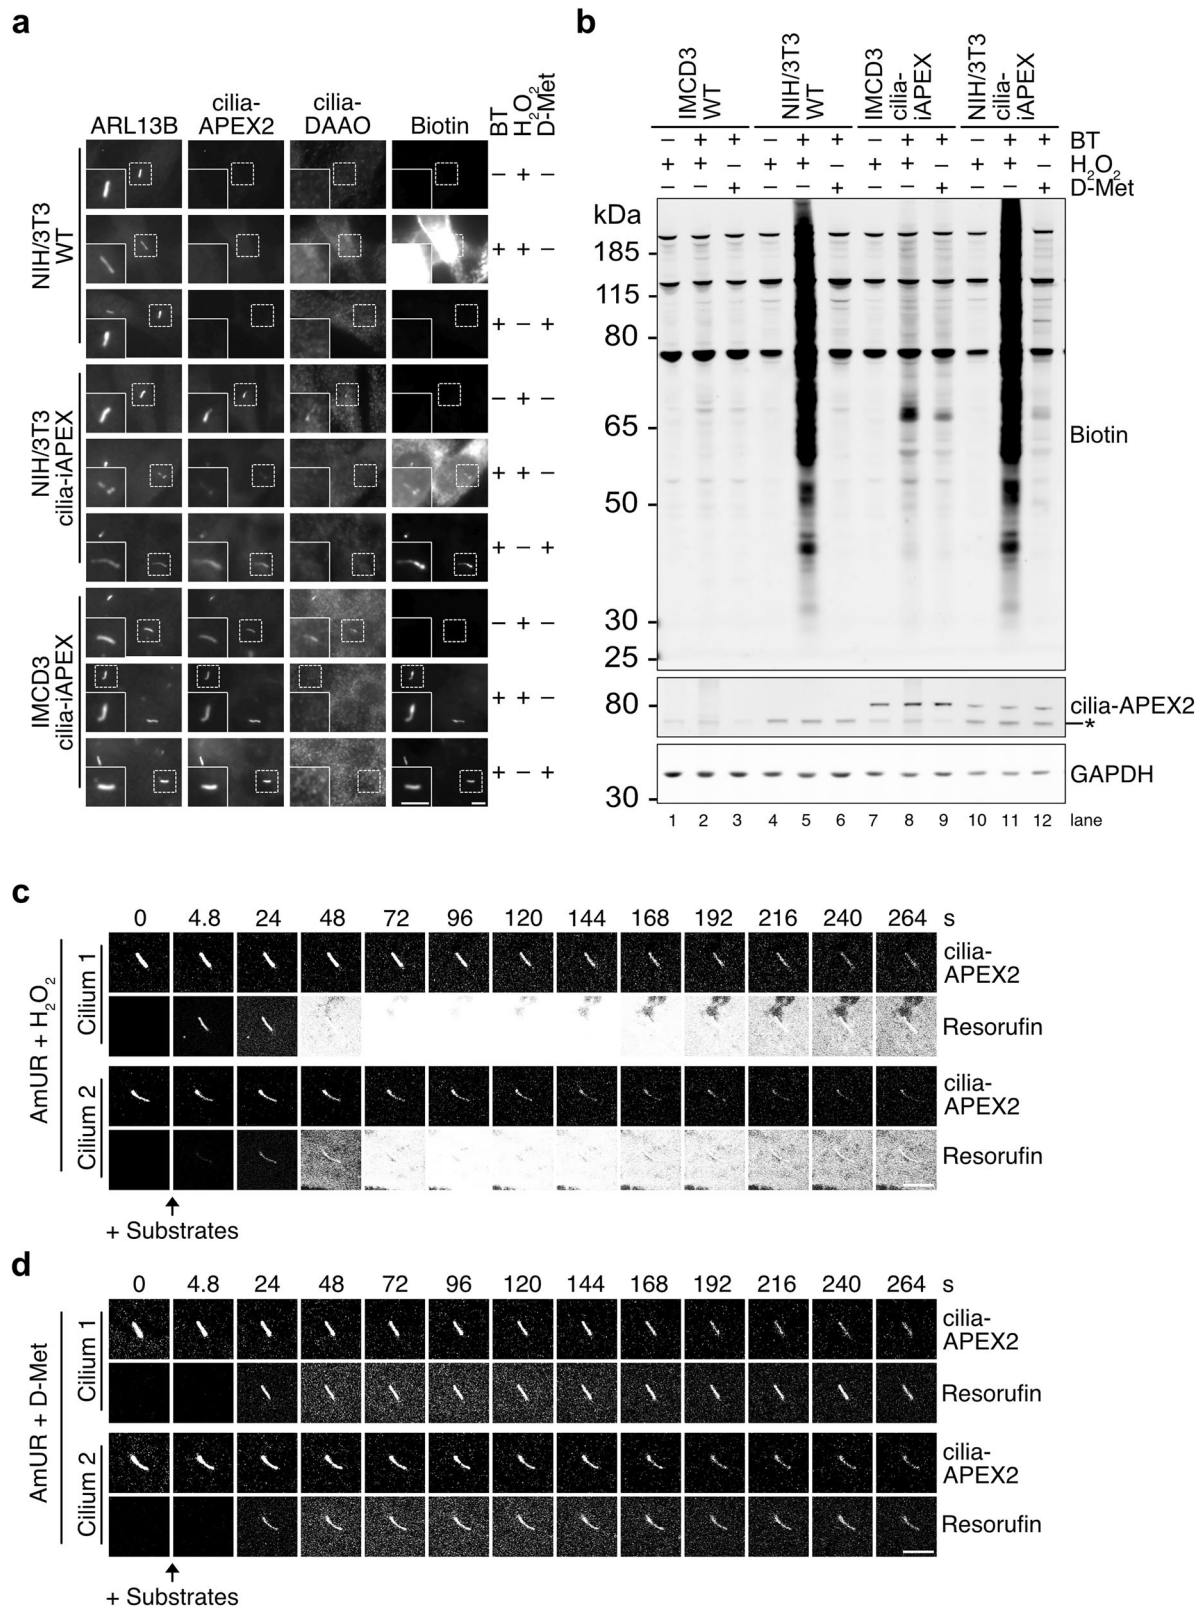 a
ARL13B
cilia-
APEX2
cilia-
DAAO
Biotin
BT
H2O2
D-Met
NIH/3T3
WT
− + −
+ + −
+ − +
NIH/3T3
cilia-iAPEX
− + −
+ + −
+ − +
IMCD3
cilia-iAPEX
− + −
+ + −
+ − +
b
IMCD3
WT
NIH/3T3
WT
IMCD3
cilia-
iAPEX
NIH/3T3
cilia-
iAPEX
− + + − + + − + + − + + BT
+ + − + + − + + − + + − H2O2
− − + − − + − − + − − + D-Met
kDa
185
115
80
65
50
30
25
Biotin
80
cilia-APEX2
*
GAPDH
30
1 2 3 4 5 6 7 8 9 10 11 12 lane
c
0 4.8 24 48 72 96 120 144 168 192 216 240 264 s
AmUR + H2O2
Cilium 1
cilia-
APEX2
Resorufin
Cilium 2
cilia-
APEX2
Resorufin
+ Substrates
d
0 4.8 24 48 72 96 120 144 168 192 216 240 264 s
AmUR + D-Met
Cilium 1
cilia-
APEX2
Resorufin
Cilium 2
cilia-
APEX2
Resorufin
+ Substrates